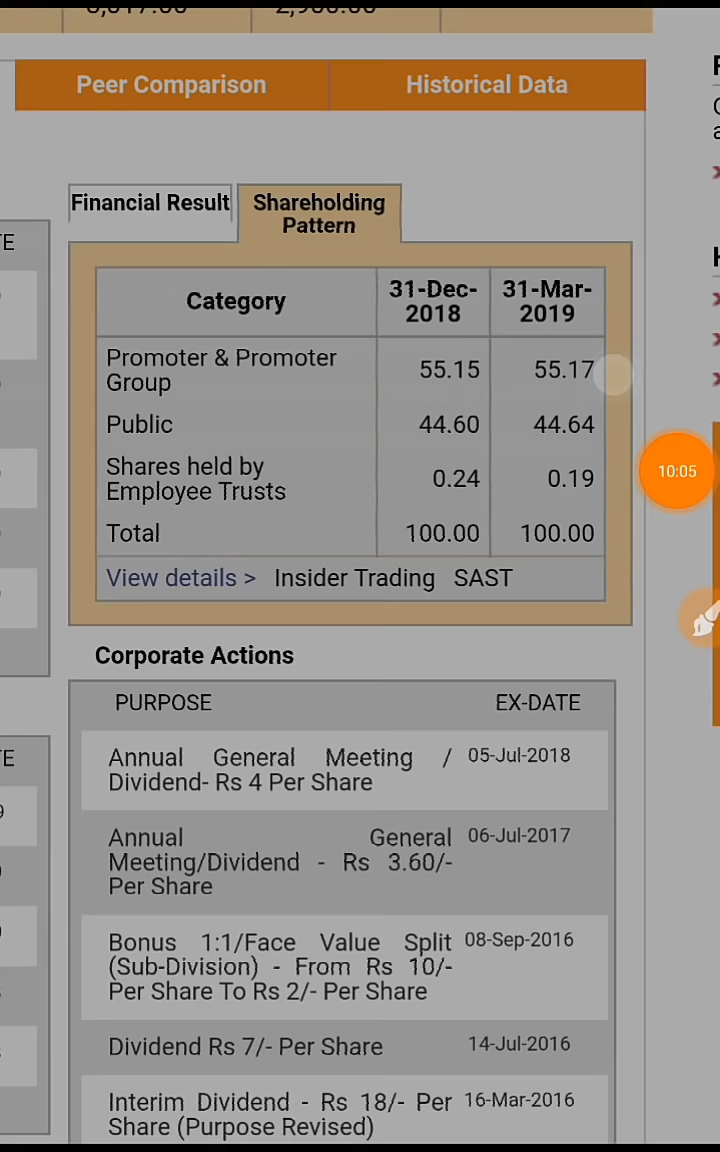 Peer Comparison Historical Data
Financial Result Shareholding
Pattern
TE
Category 31-Dec-
2018 31-Mar-
2019
Promoter & Promoter
Group 55.15 55.17
Public 44.60 44.64
Shares held by
Employee Trusts 0.24 0.19
Total 100.00 100.00
View details > Insider Trading SAST
10:05
Corporate Actions
TE
PURPOSE EX-DATE
Annual General Meeting / 05-Jul-2018
Dividend- Rs 4 Per Share
Annual General 06-Jul-2017
Meeting/Dividend - Rs 3.60/-
Per Share
Bonus 1:1/Face Value Split 08-Sep-2016
(Sub-Division) - From Rs 10/-
Per Share To Rs 2/- Per Share
Dividend Rs 7/- Per Share 14-Jul-2016
Interim Dividend - Rs 18/- Per 16-Mar-2016
Share (Purpose Revised)